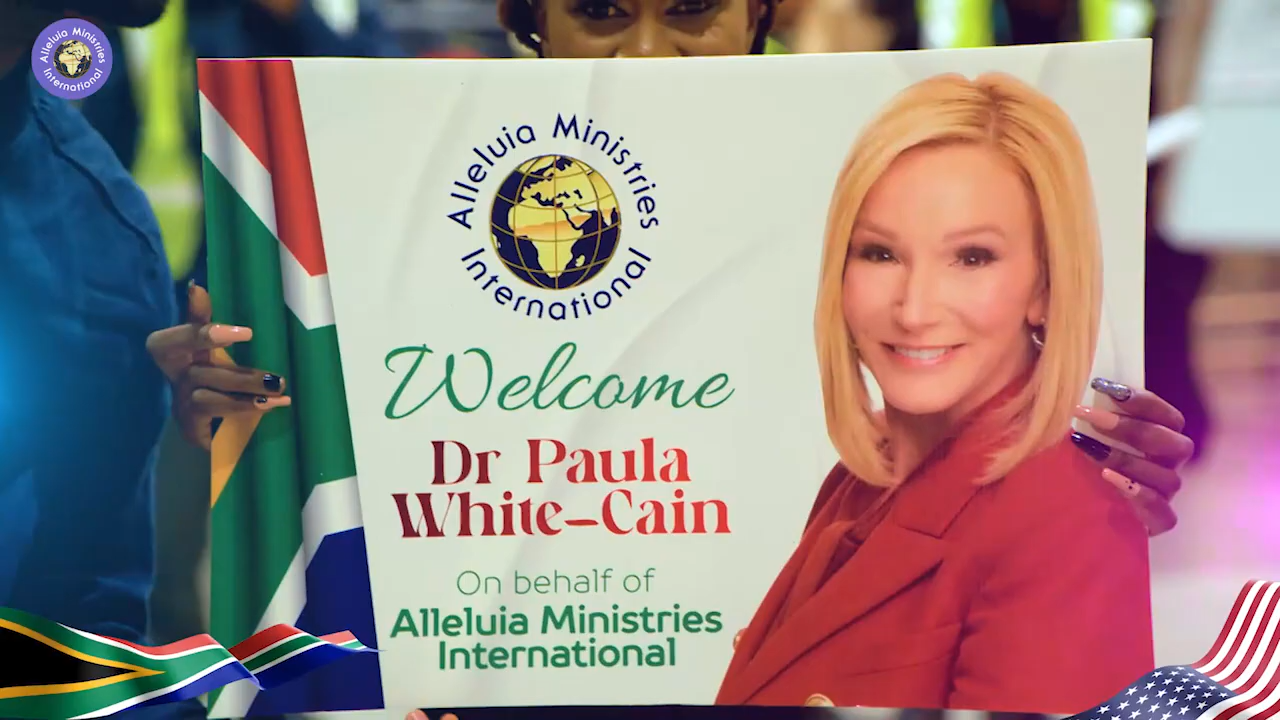 Alleluia Ministries
International
Alleluia Ministries
International
Welcome
Dr Paula
White-Cain
On behalf of
Alleluia Ministries
International